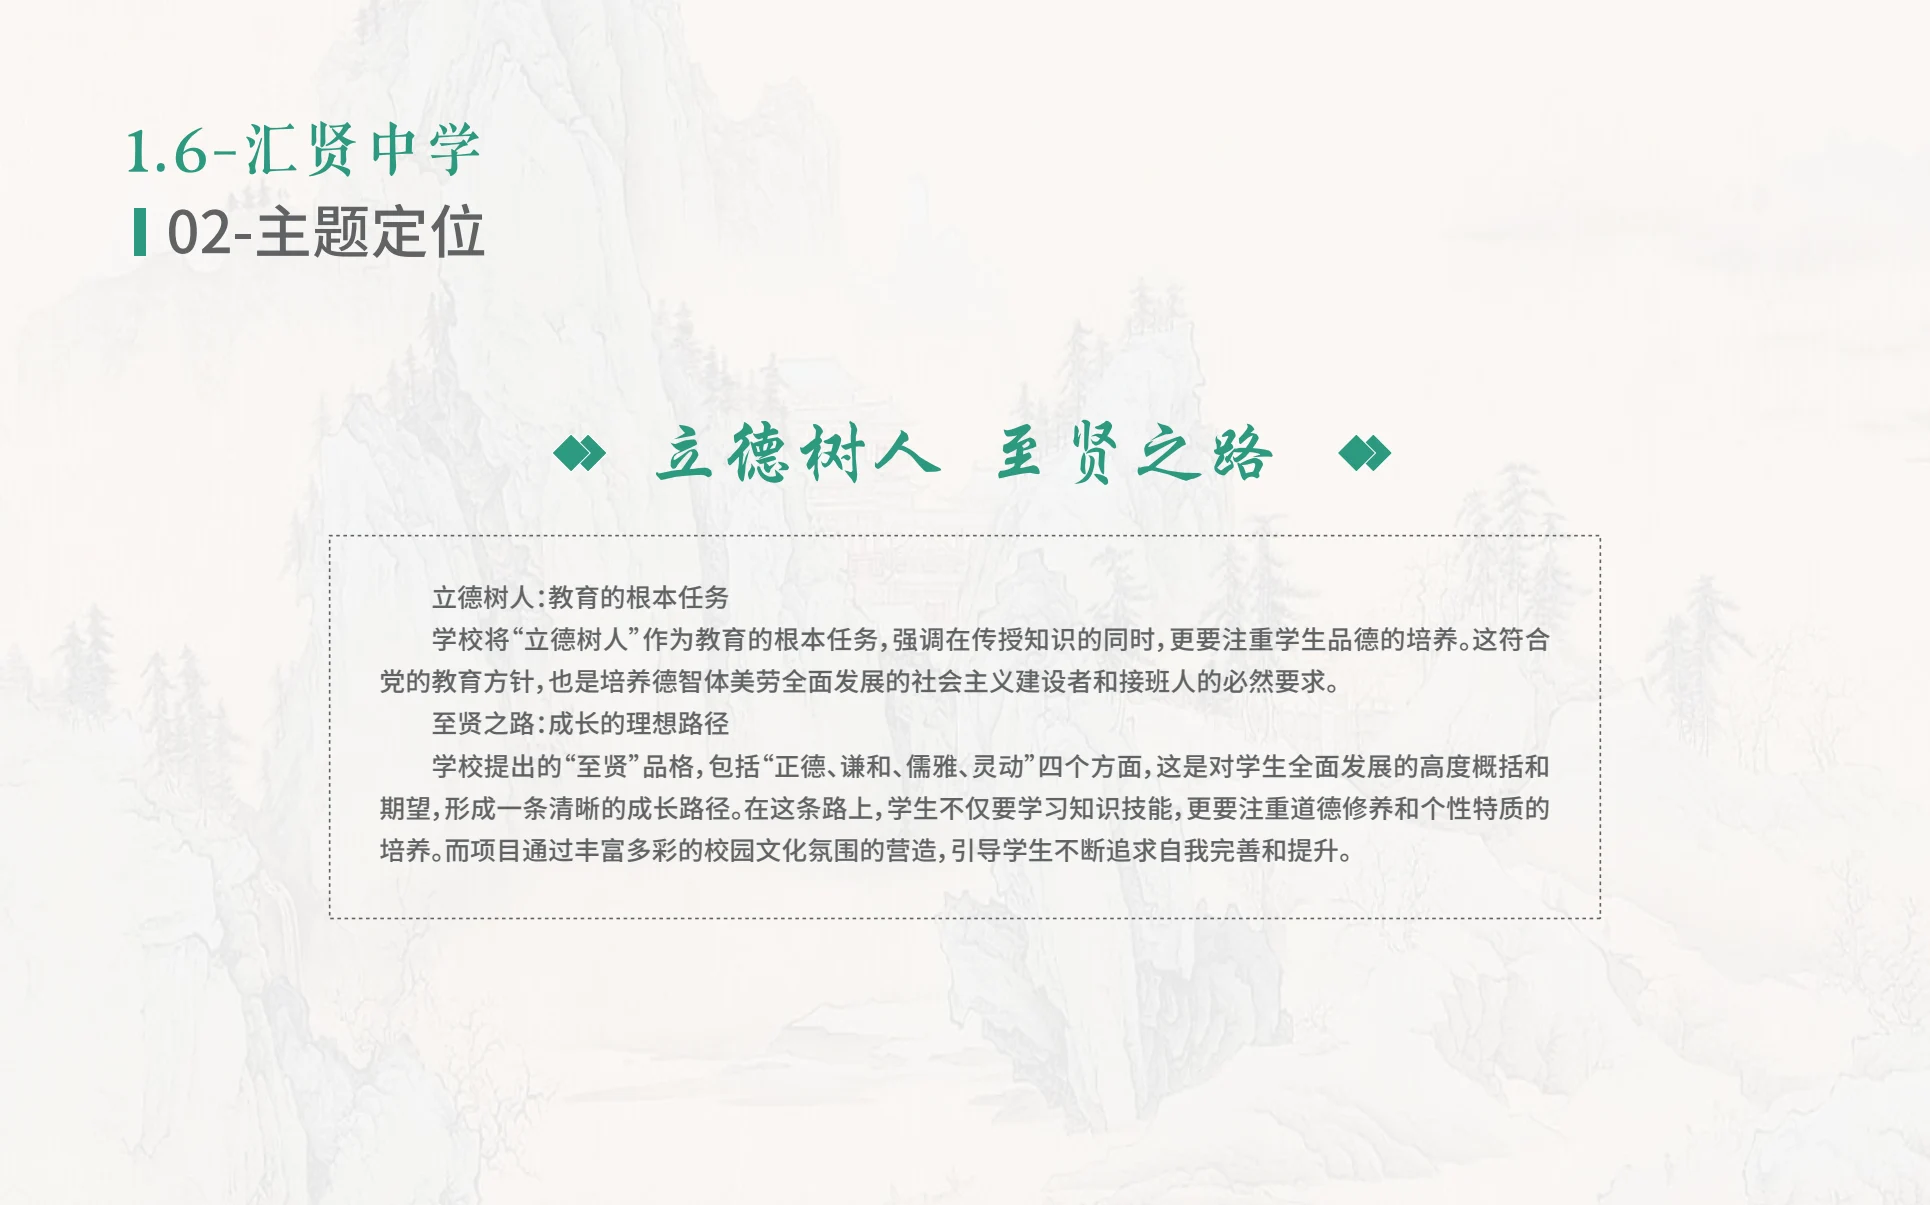 1.6-汇贤中学
02-主题定位
立德树人 至贤之路
立德树人：教育的根本任务
学校将“立德树人”作为教育的根本任务，强调在传授知识的同时，更要注重学生品德的培养。这符合
党的教育方针，也是培养德智体美劳全面发展的社会主义建设者和接班人的必然要求。
至贤之路：成长的理想路径
学校提出的“至贤”品格，包括“正德、谦和、儒雅、灵动”四个方面，这是对学生全面发展的高度概括和
期望，形成一条清晰的成长路径。在这条路上，学生不仅要学习知识技能，更要注重道德修养和个性特质的
培养。而项目通过丰富多彩的校园文化氛围的营造，引导学生不断追求自我完善和提升。